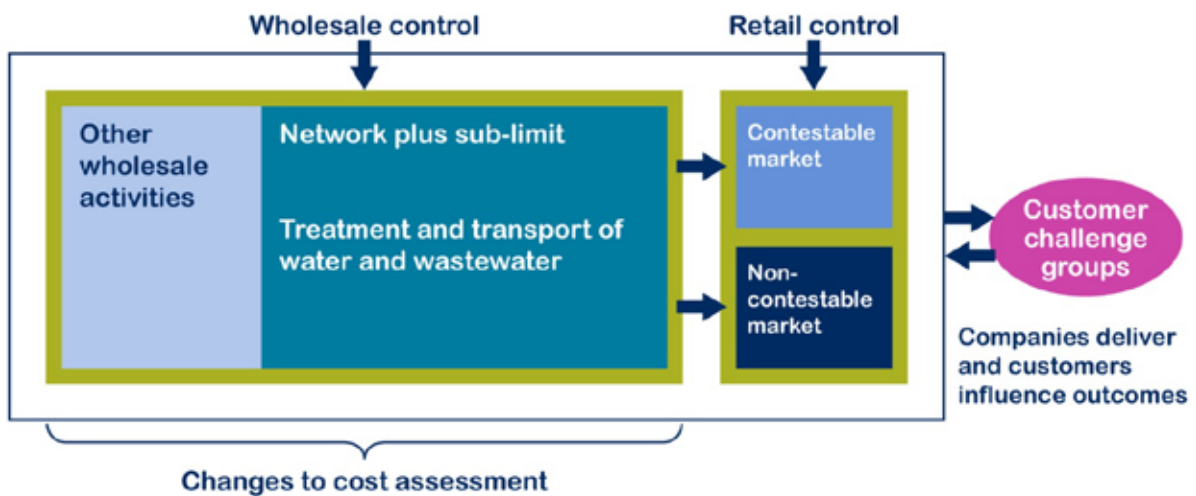 Wholesale control
Retail control
Other
wholesale
activities
Network plus sub-limit
Treatment and transport of
water and wastewater
Contestable
market
Non-
contestable
market
Customer
challenge
groups
Companies deliver
and customers
influence outcomes
Changes to cost assessment